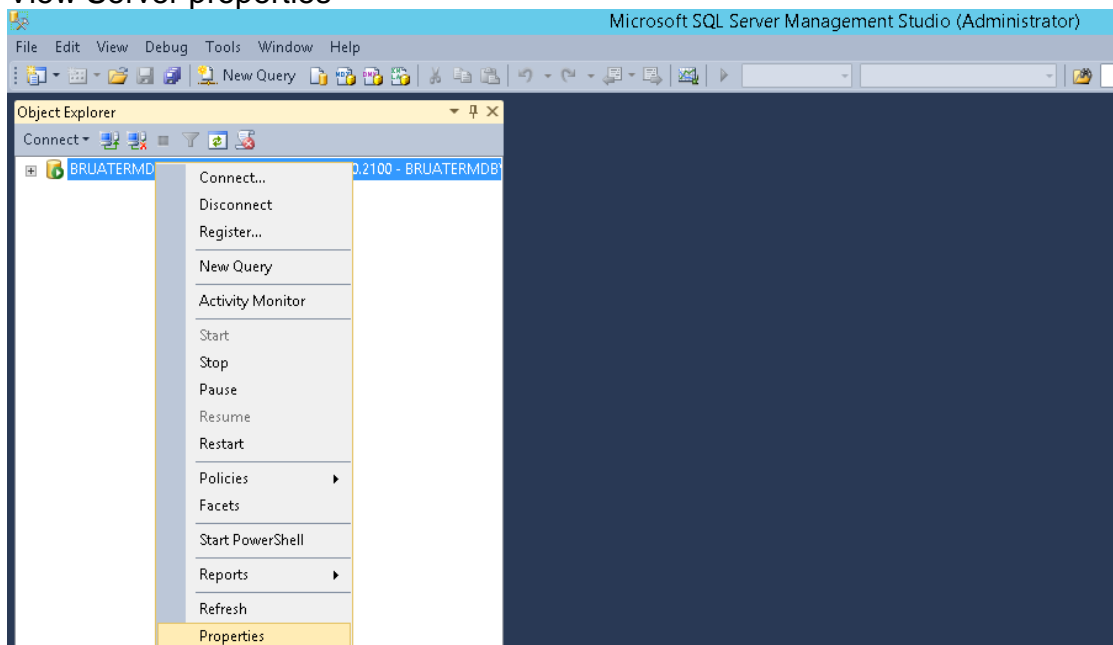 View Server properties
Microsoft SQL Server Management Studio (Administrator)
File Edit View Debug Tools Window Help
New Query
Object Explorer
Connect
BRUATERMD 0.2100 - BRUATERMDB
Connect...
Disconnect
Register...
New Query
Activity Monitor
Start
Stop
Pause
Resume
Restart
Policies
Facets
Start PowerShell
Reports
Refresh
Properties